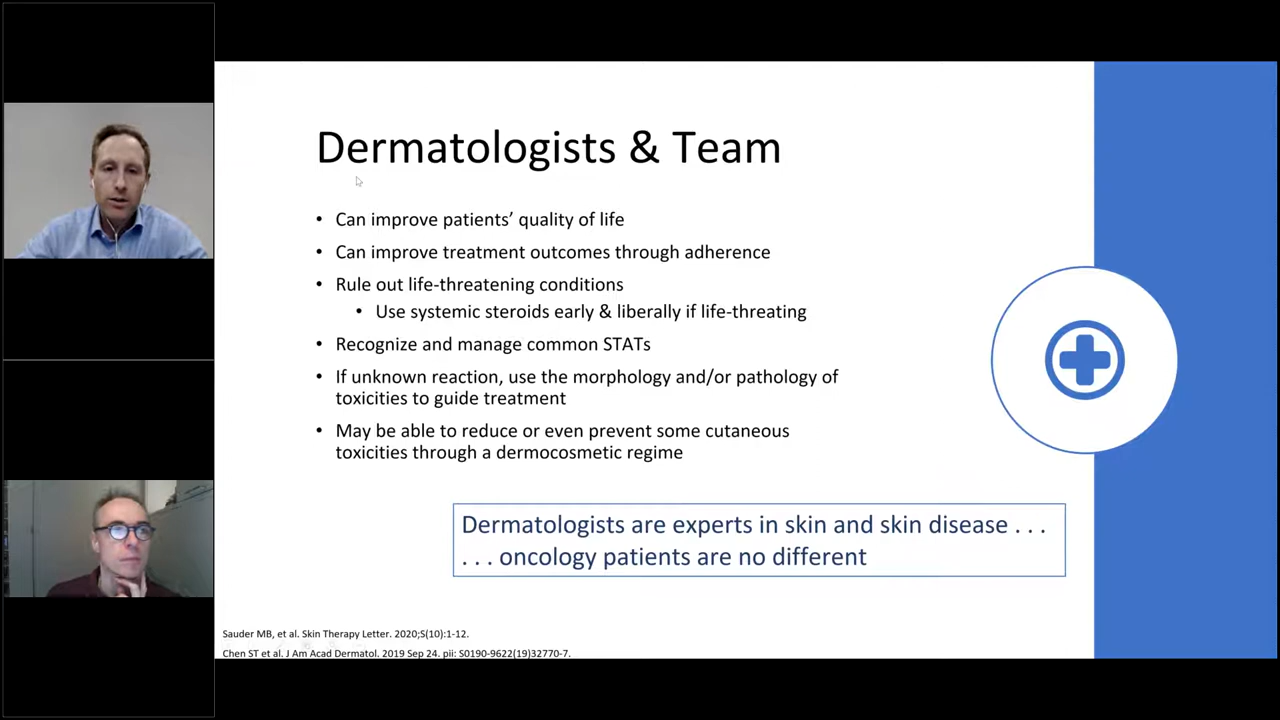 Dermatologists & Team
• Can improve patients’ quality of life
• Can improve treatment outcomes through adherence
• Rule out life-threatening conditions
• Use systemic steroids early & liberally if life-threating
• Recognize and manage common STATs
• If unknown reaction, use the morphology and/or pathology of
toxicities to guide treatment
• May be able to reduce or even prevent some cutaneous
toxicities through a dermocosmetic regime
Dermatologists are experts in skin and skin disease . . .
. . . oncology patients are no different
Sauder MB, et al. Skin Therapy Letter. 2020;S(10):1-12.
Chen ST et al. J Am Acad Dermatol. 2019 Sep 24. pii: S0190-9622(19)32770-7.